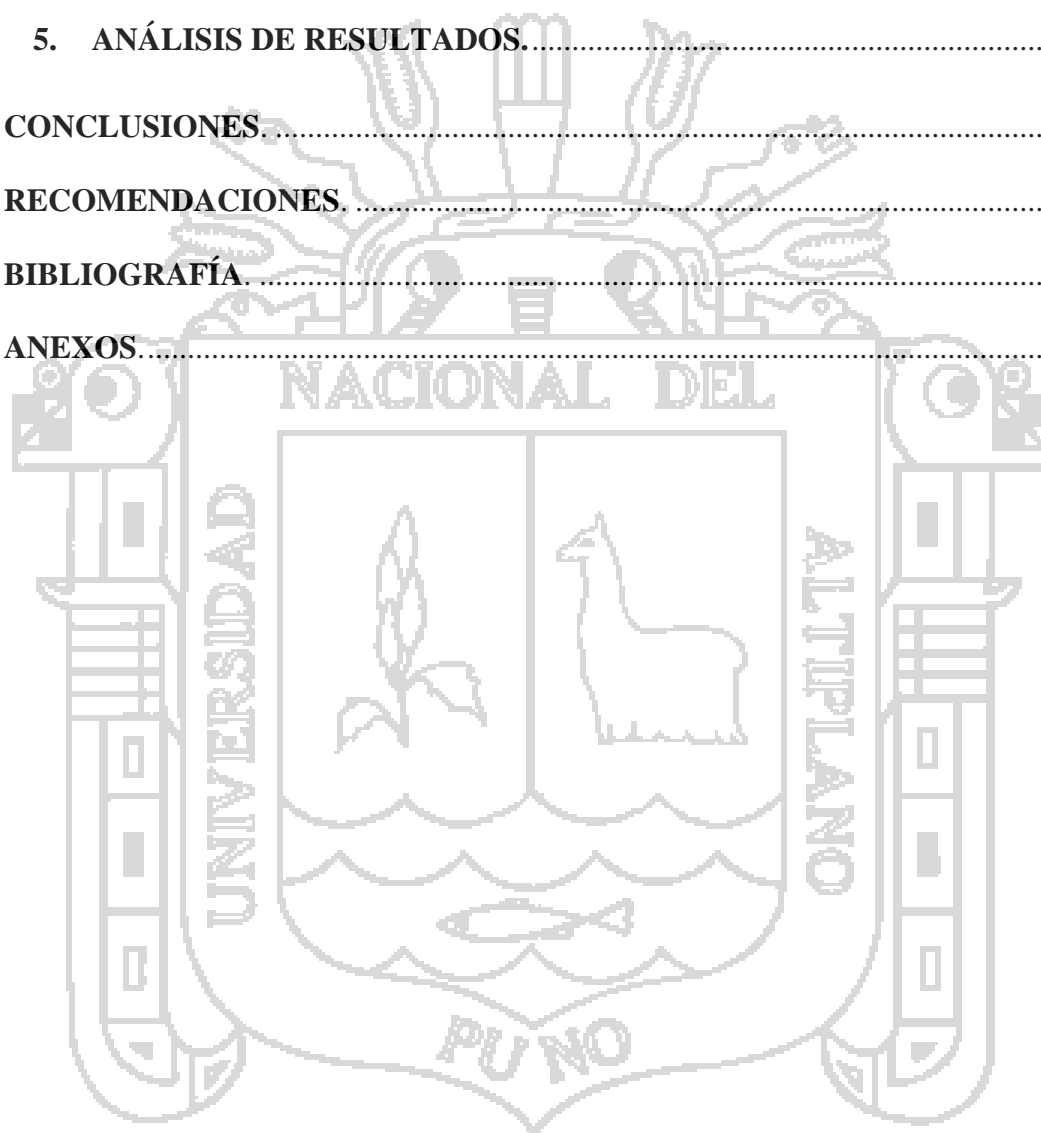 5. ANÁLISIS DE RESULTADOS...........................................................................
CONCLUSIONES. ...........................................................................
RECOMENDACIONES. ...........................................................................
BIBLIOGRAFÍA. ...........................................................................
ANEXOS............................................................................
NACIONAL DEL
UNIVERSIDAD
ALTIPLANO
PUNO